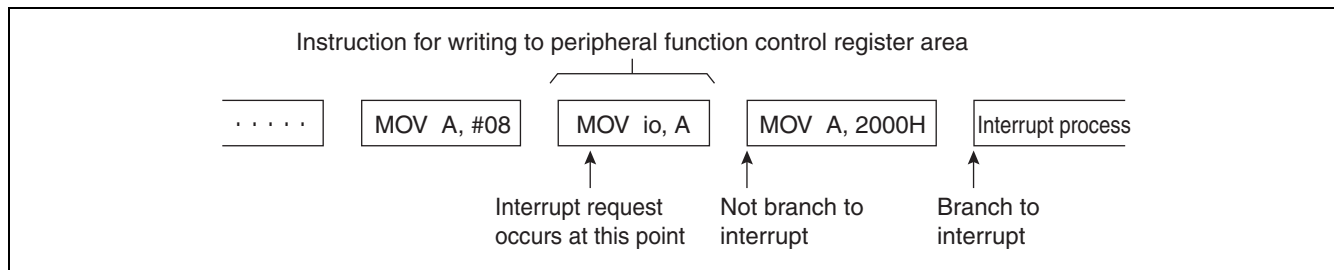 Instruction for writing to peripheral function control register area
· · · · ·
MOV A, #08
MOV io, A
MOV A, 2000H
Interrupt process
Interrupt request
occurs at this point
Not branch to
interrupt
Branch to
interrupt